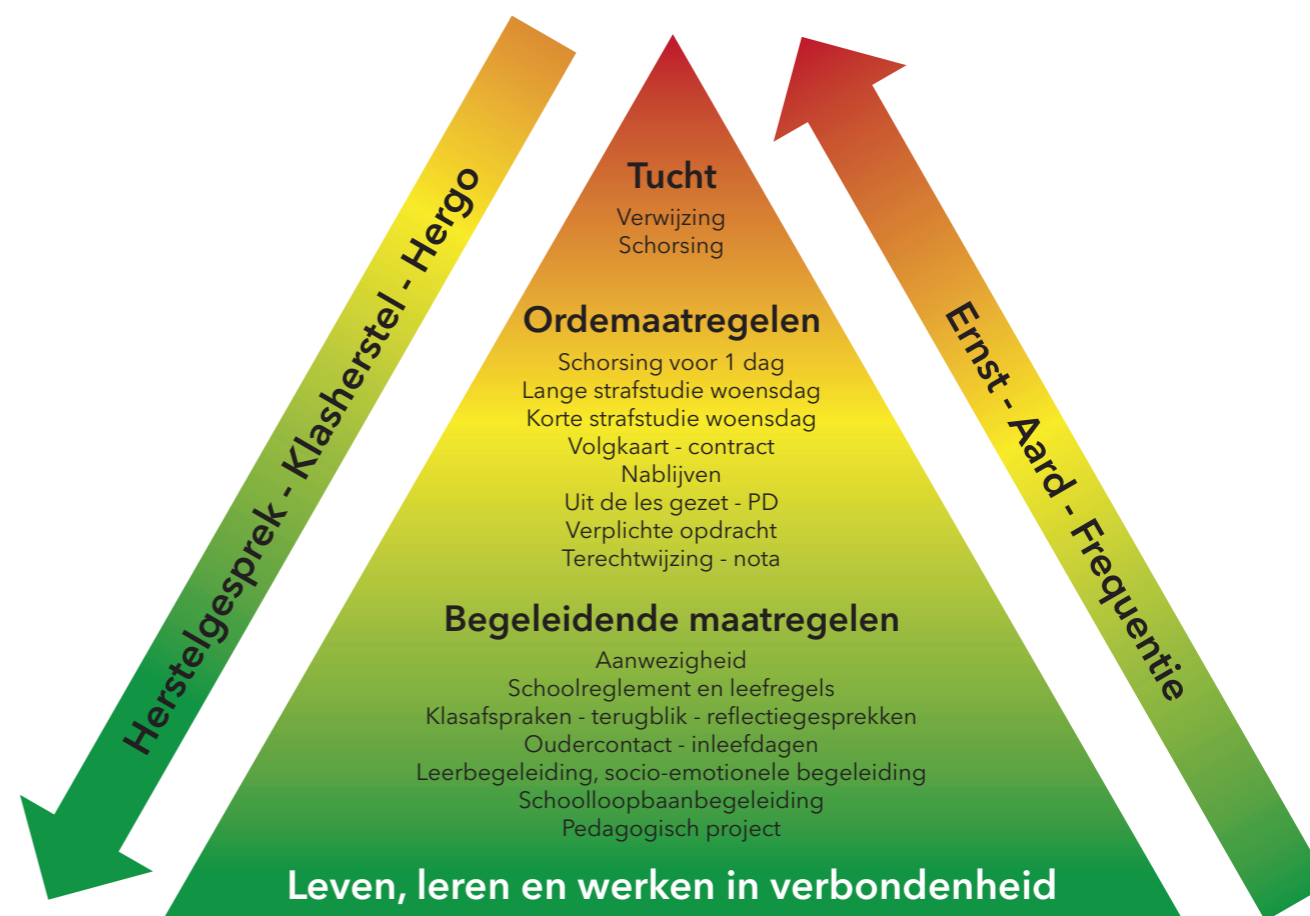 Herstelgesprek - Klasherstel - Hergo
Tucht
Verwijzing
Schorsing
Ordemaatregelen
Schorsing voor 1 dag
Lange strafstudie woensdag
Korte strafstudie woensdag
Volgkaart - contract
Nablijven
Uit de les gezet - PD
Verplichte opdracht
Terechtwijzing - nota
Begeleidende maatregelen
Aanwezigheid
Schoolreglement en leefregels
Klasafspraken - terugblik - reflectiegesprekken
Oudercontact - inleefdagen
Leerbegeleiding, socio-emotionele begeleiding
Schoolloopbaanbegeleiding
Pedagogisch project
Leven, leren en werken in verbondenheid
Ernst - Aard - Frequentie